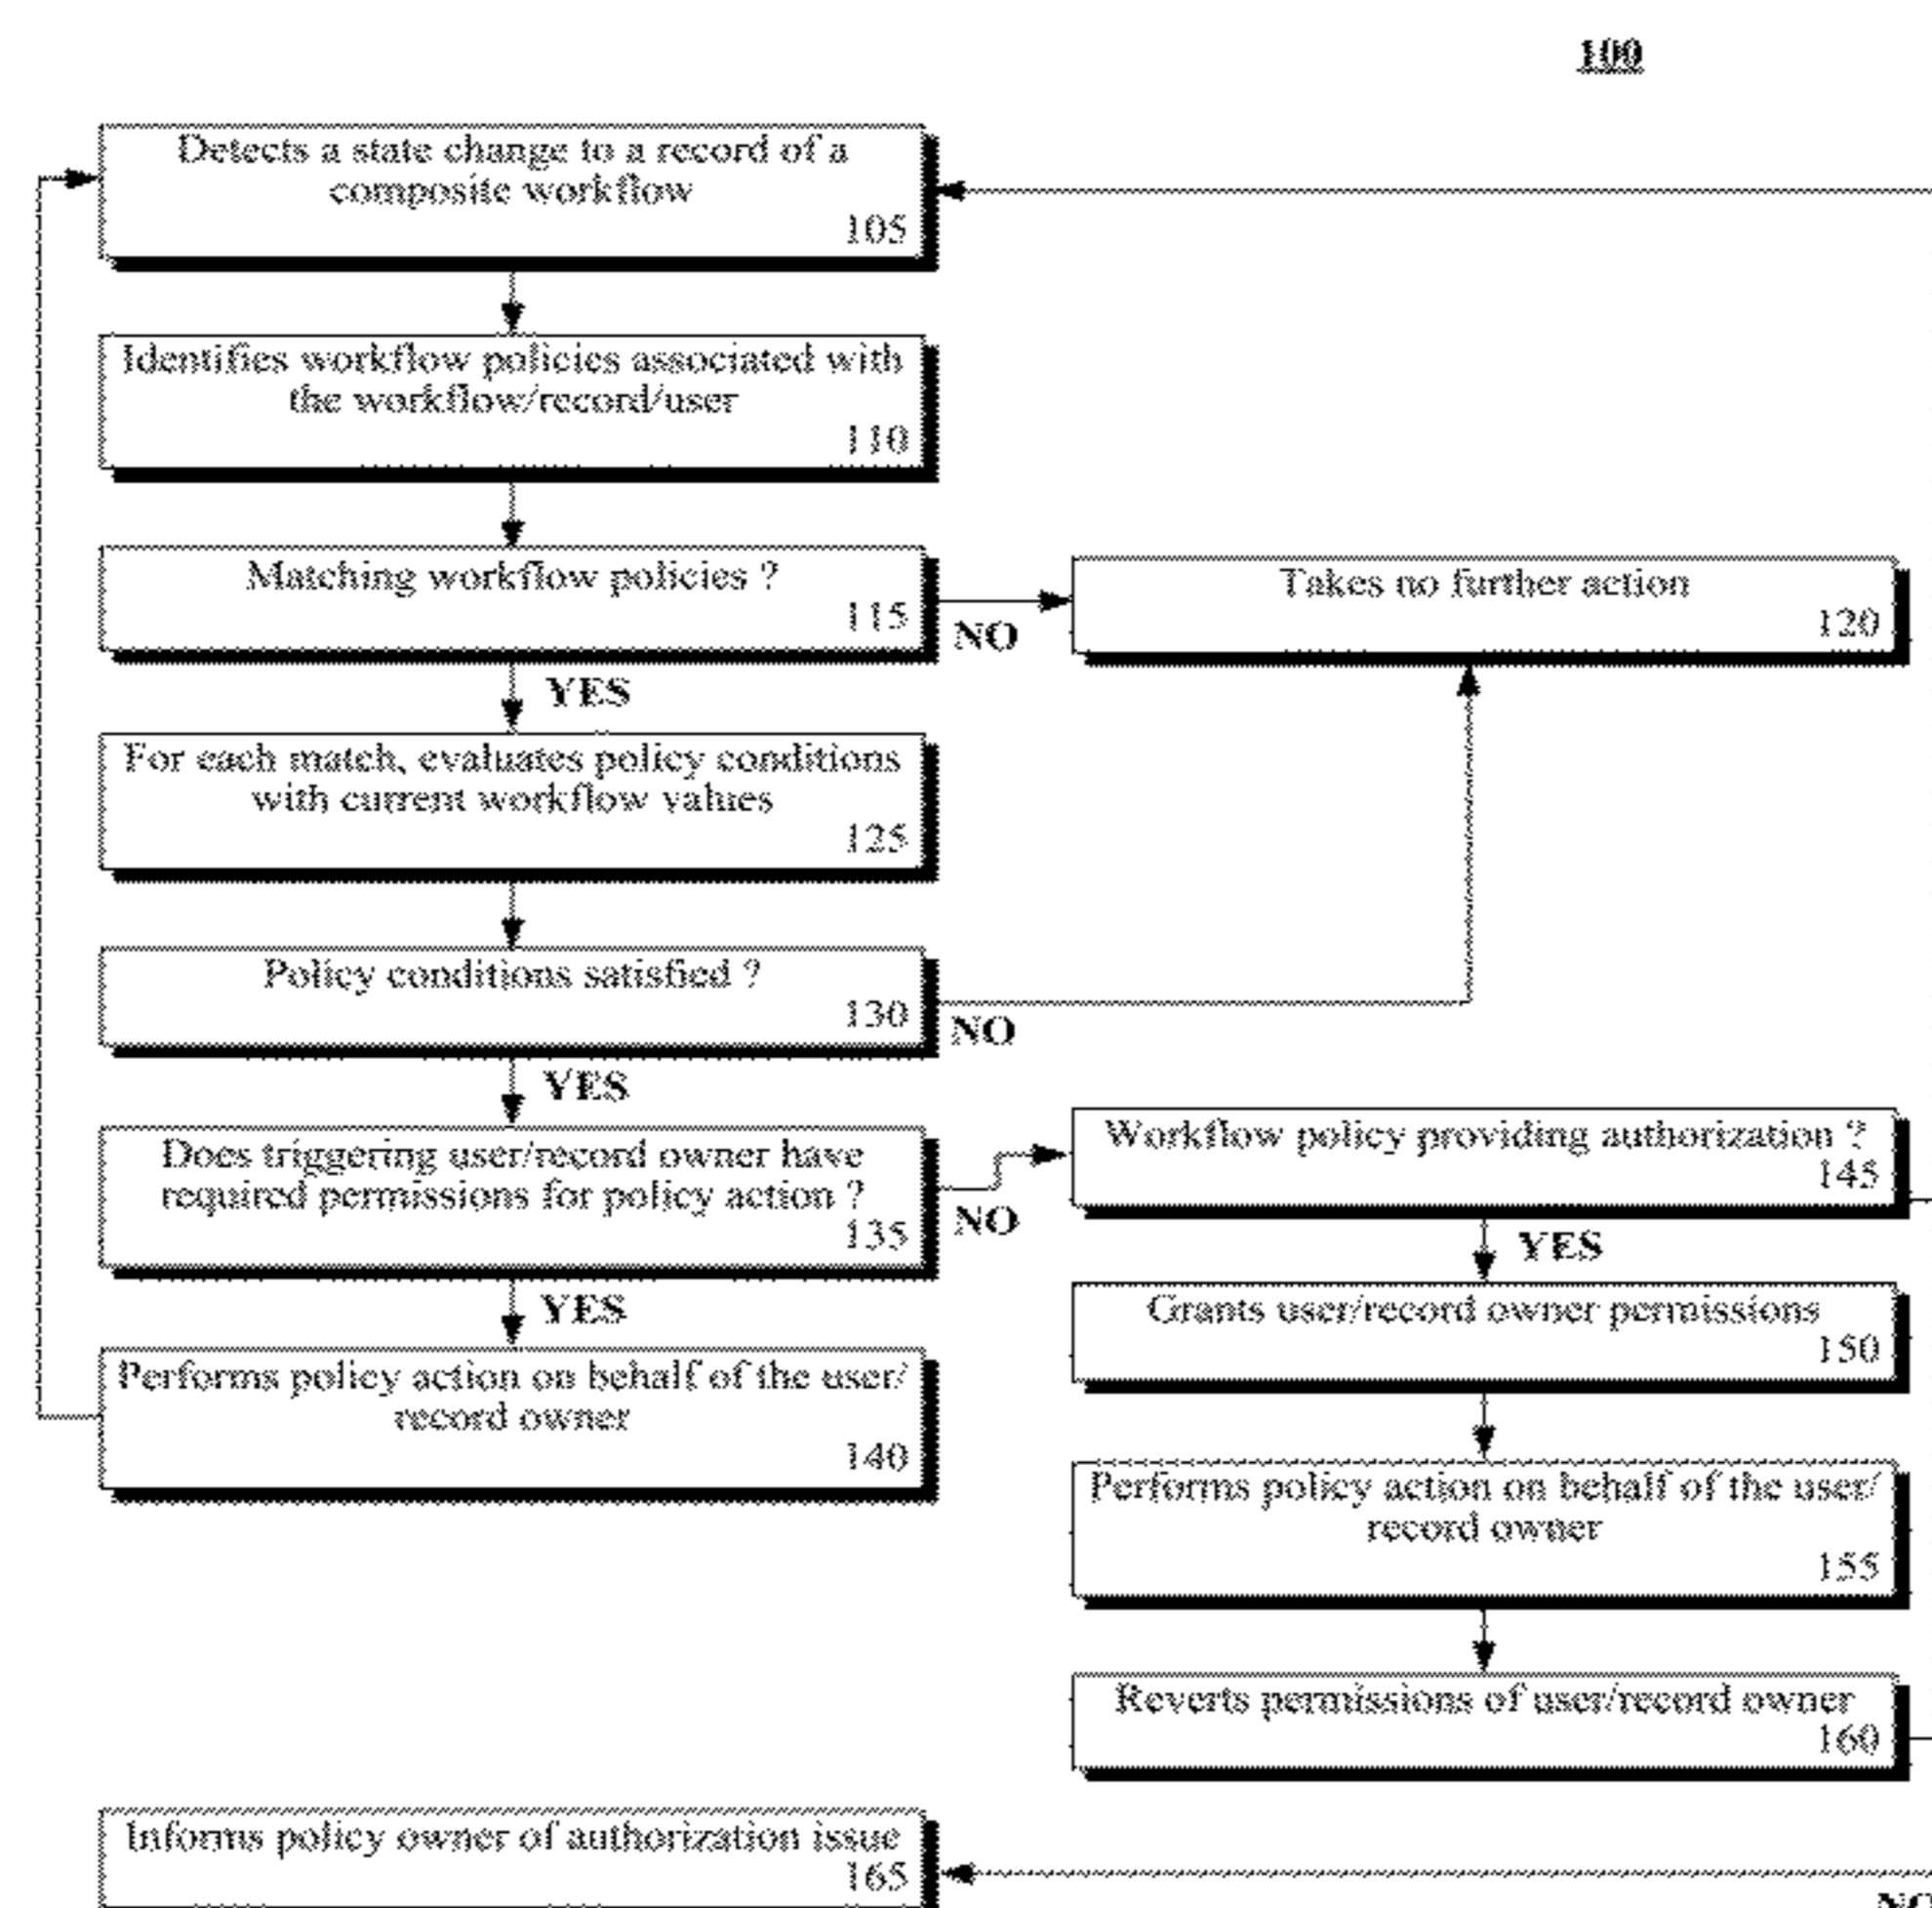 100
Detects a state change to a record of a
composite workflow
105
Identifies workflow policies associated with
the workflow/record/user
110
Matching workflow policies ?
115
NO
Takes no further action
120
YES
For each match, evaluates policy conditions
with current workflow values
125
Policy conditions satisfied ?
130
NO
YES
Does triggering user/record owner have
required permissions for policy action ?
135
NO
Workflow policy providing authorization ?
145
YES
Grants user/record owner permissions
150
YES
Performs policy action on behalf of the user/
record owner
140
Performs policy action on behalf of the user/
record owner
155
Reverts permissions of user/record owner
160
Informs policy owner of authorization issue
165
NO